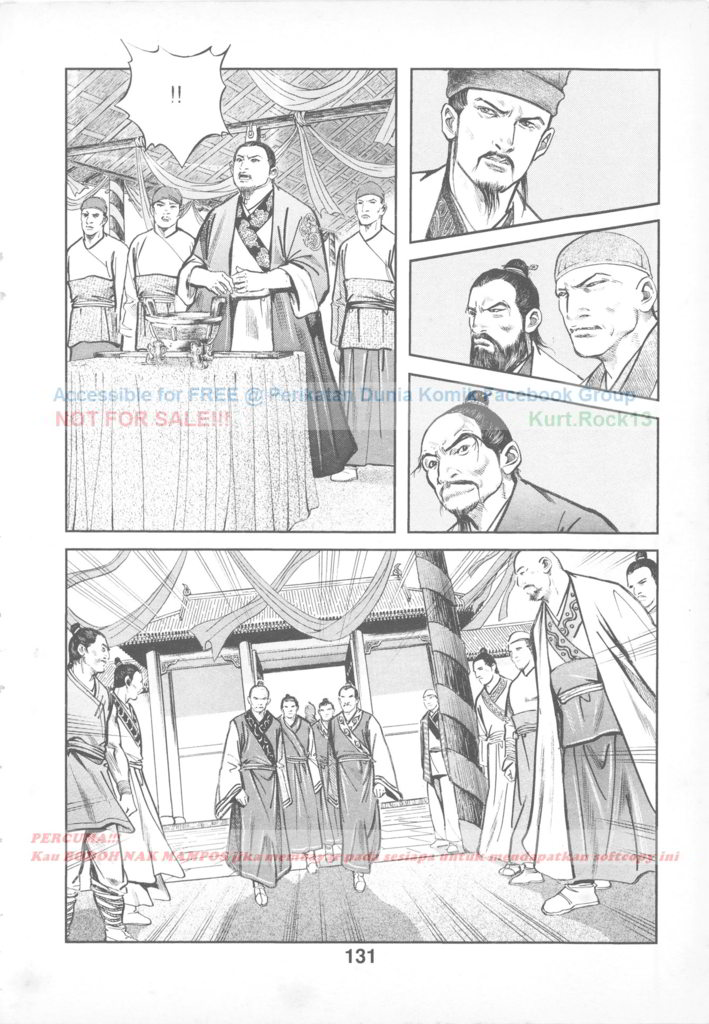 !!
Accessible for FREE @ Perikatan Dunia Komik Facebook Group
NOT FOR SALE!!!
Kurt.Rock13
PERCUMA!!!
Kau BODOH NAK MAMPOS jika membayar pada sesiapa untuk mendapatkan softcopy ini
131